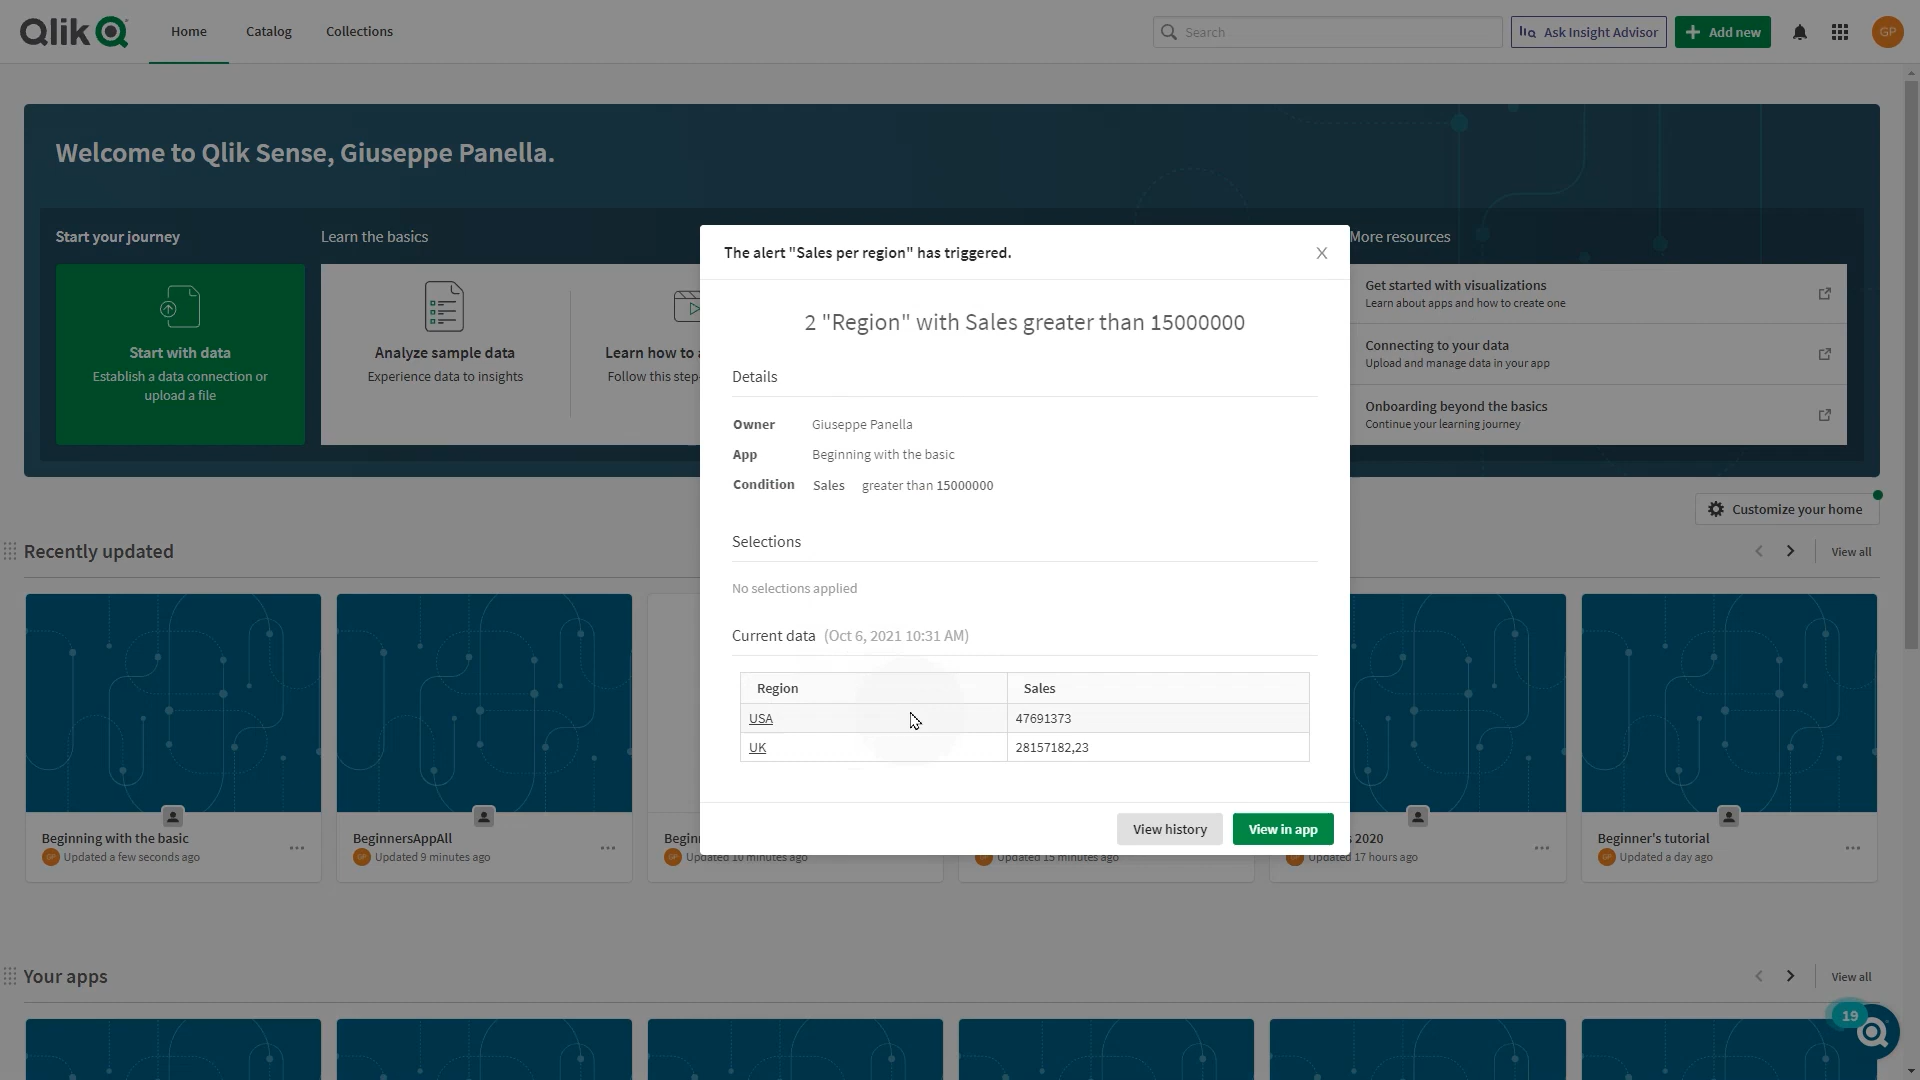 Qlik
Home
Catalog
Collections
Search
Ask Insight Advisor
Add new
GP
Welcome to Qlik Sense, Giuseppe Panella.
Start your journey
Learn the basics
More resources
Start with data
Establish a data connection or
upload a file
Analyze sample data
Experience data to insights
Learn how to
Follow this step-
Get started with visualizations
Learn about apps and how to create one
Connecting to your data
Upload and manage data in your app
Onboarding beyond the basics
Continue your learning journey
The alert "Sales per region" has triggered.
X
2 "Region" with Sales greater than 15000000
Details
Owner Giuseppe Panella
App Beginning with the basic
Condition Sales greater than 15000000
Selections
No selections applied
Current data (Oct 6, 2021 10:31 AM)
Region Sales
USA 47691373
UK 28157182,23
View history
View in app
Customize your home
Recently updated
View all
Beginning with the basic
GP Updated a few seconds ago
BeginnersAppAll
GP Updated 9 minutes ago
GP Updated 10 minutes ago
GP Updated 15 minutes ago
2020
GP Updated 17 hours ago
Beginner's tutorial
GP Updated a day ago
Your apps
View all
19